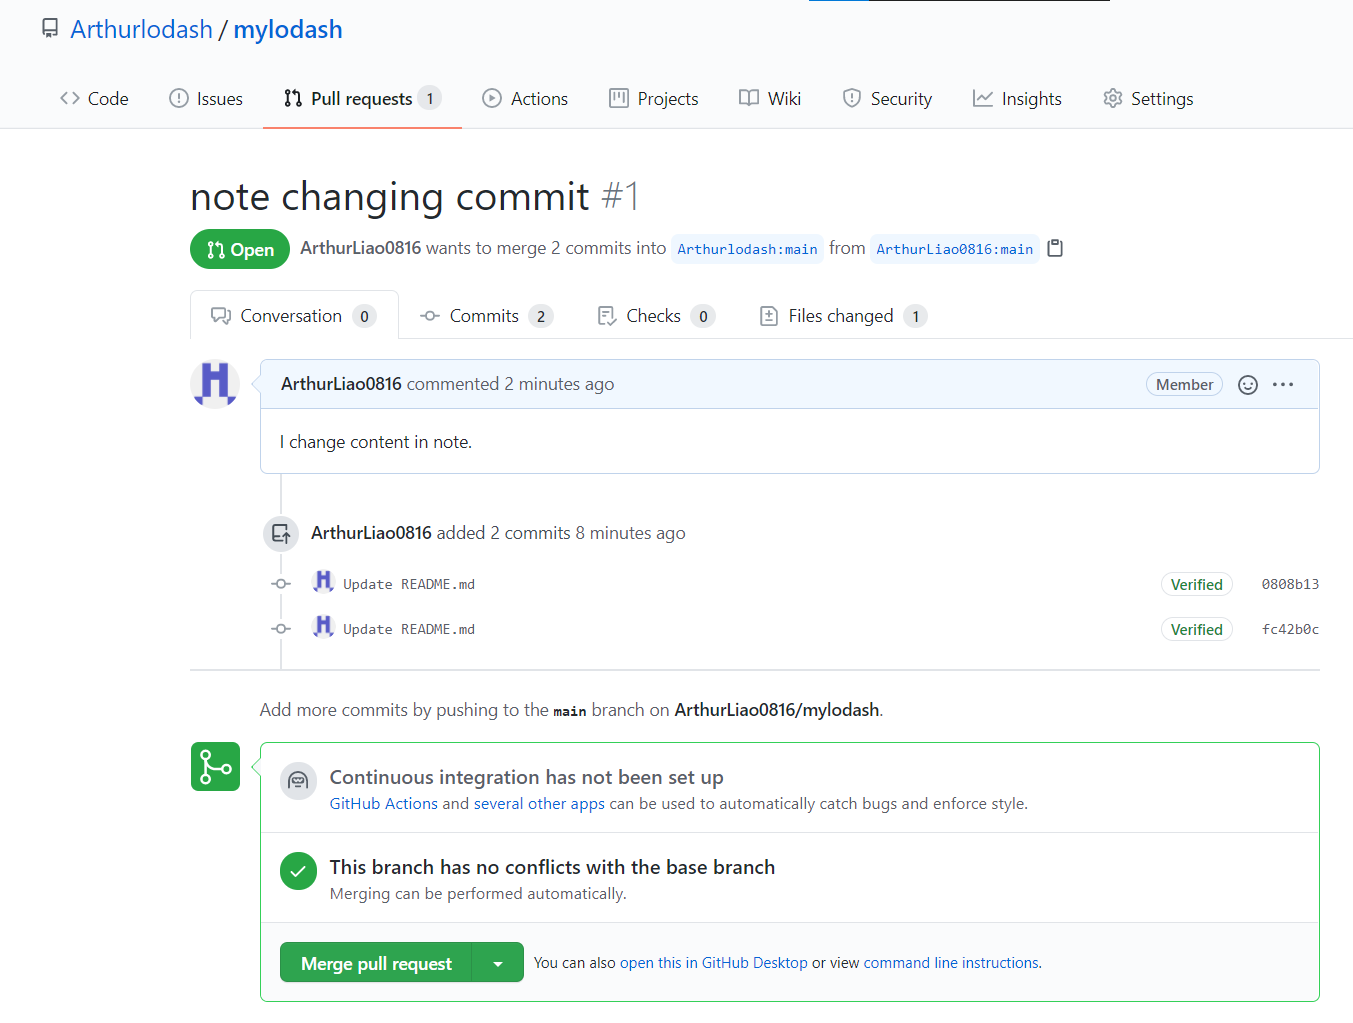 Arthurlodash / mylodash
Code Issues Pull requests 1 Actions Projects Wiki Security Insights Settings
note changing commit #1
Open ArthurLiao0816 wants to merge 2 commits into Arthurlodash:main from ArthurLiao0816:main
Conversation 0 Commits 2 Checks 0 Files changed 1
ArthurLiao0816 commented 2 minutes ago Member
I change content in note.
ArthurLiao0816 added 2 commits 8 minutes ago
Update README.md Verified 0808b13
Update README.md Verified fc42b0c
Add more commits by pushing to the main branch on ArthurLiao0816/mylodash.
Continuous integration has not been set up
GitHub Actions and several other apps can be used to automatically catch bugs and enforce style.
This branch has no conflicts with the base branch
Merging can be performed automatically.
Merge pull request You can also open this in GitHub Desktop or view command line instructions.